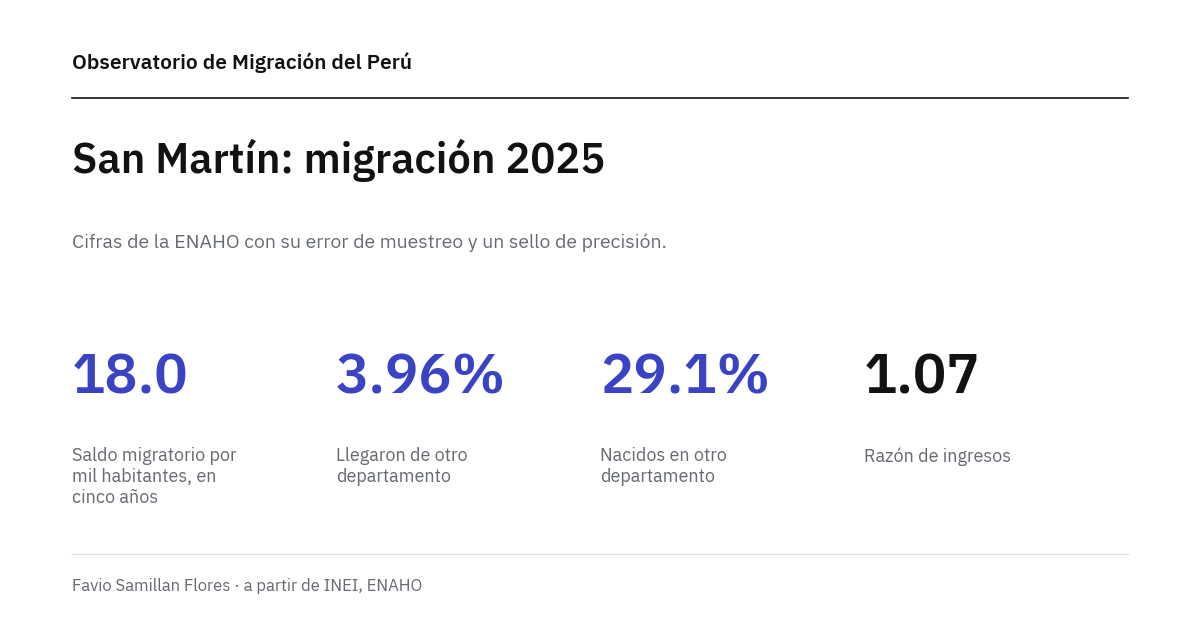 Observatorio de Migración del Perú
San Martín: migración 2025
Cifras de la ENAHO con su error de muestreo y un sello de precisión.
18.0
Saldo migratorio por
mil habitantes, en
cinco años
3.96%
Llegaron de otro
departamento
29.1%
Nacidos en otro
departamento
1.07
Razón de ingresos
Favio Samillan Flores · a partir de INEI, ENAHO